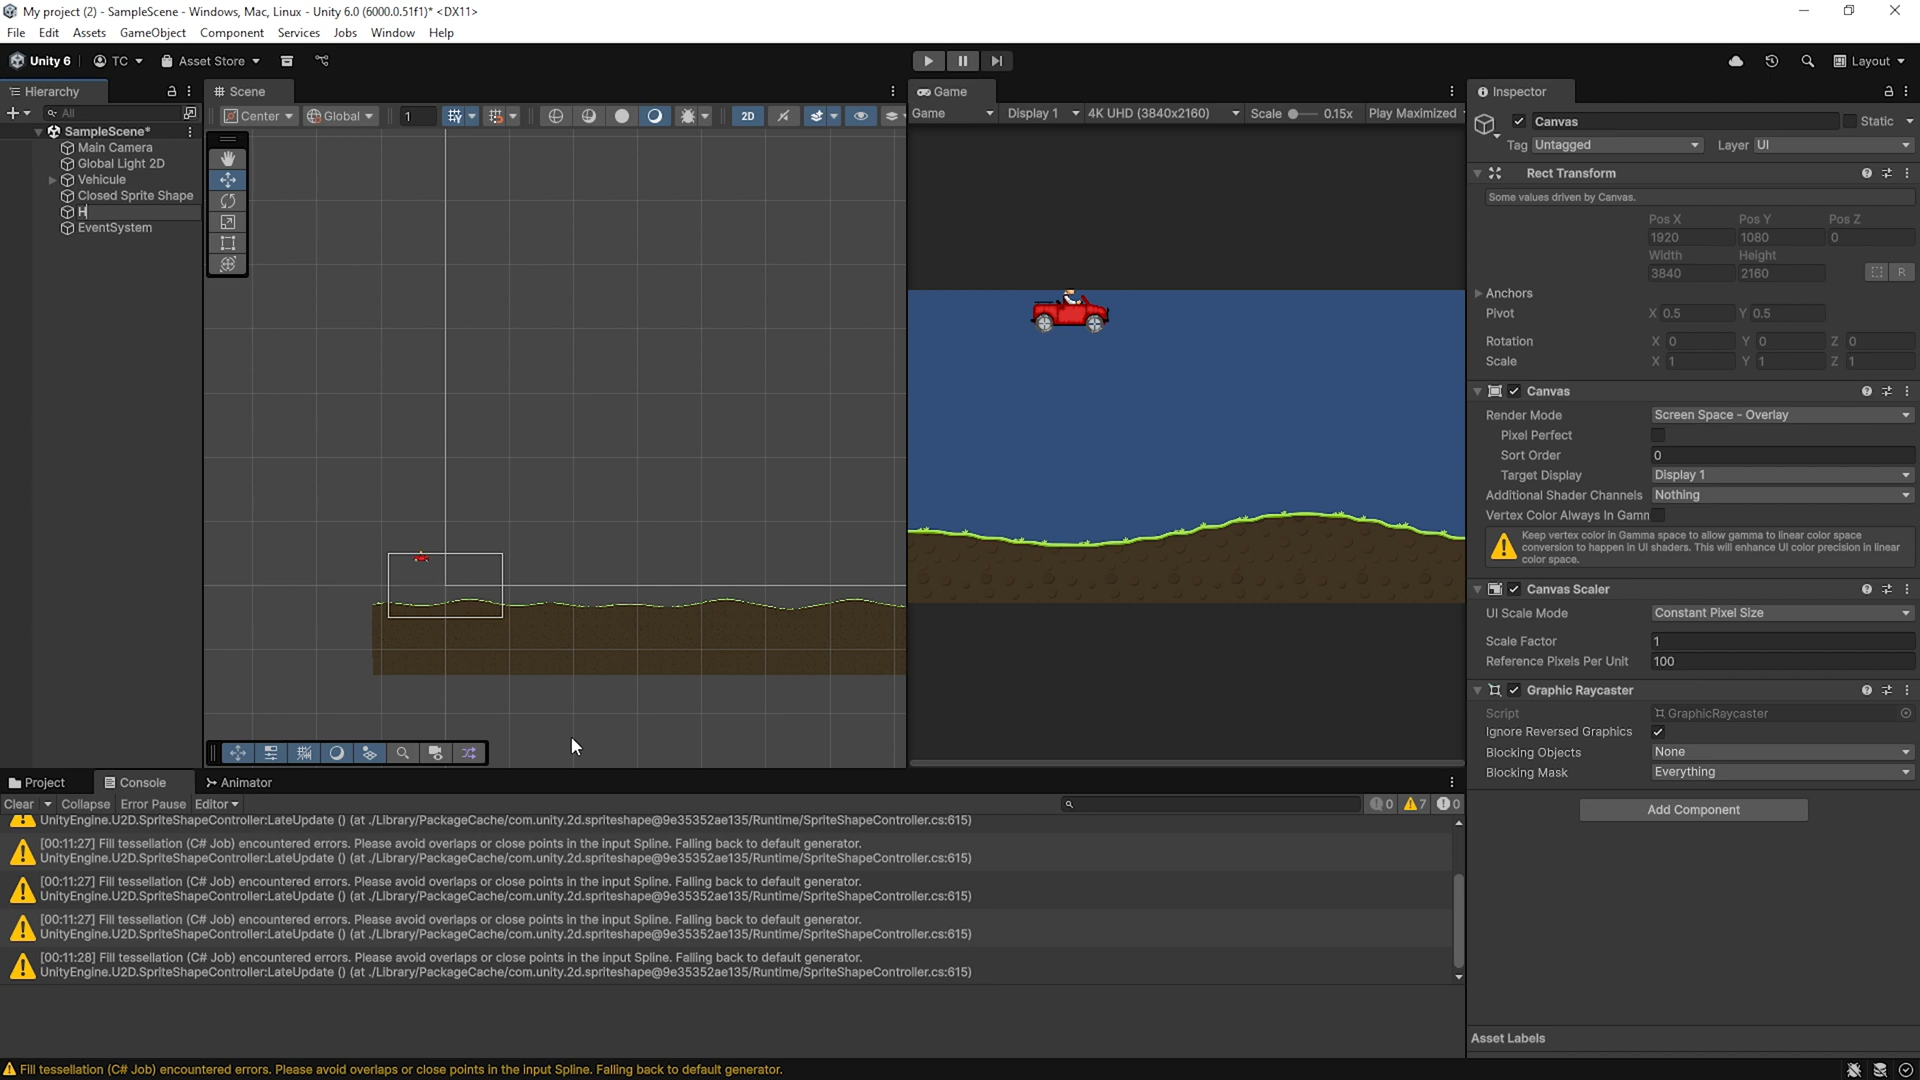 My project (2) - SampleScene - Windows, Mac, Linux - Unity 6.0 (6000.0.51f1)* <DX11>
File Edit Assets GameObject Component Services Jobs Window Help
Unity 6 TC Asset Store Layout
Hierarchy Scene Game Inspector
All Center Global 1 2D Game Display 1 4K UHD (3840x2160) Scale 0.15x Play Maximized
Canvas Static
SampleScene*
Main Camera
Global Light 2D
Vehicule
Closed Sprite Shape
H
EventSystem
Tag Untagged Layer UI
Rect Transform
Some values driven by Canvas.
Pos X Pos Y Pos Z
1920 1080 0
Width Height
3840 2160 R
Anchors
Pivot X 0.5 Y 0.5
Rotation X 0 Y 0 Z 0
Scale X 1 Y 1 Z 1
Canvas
Render Mode Screen Space - Overlay
Pixel Perfect
Sort Order 0
Target Display Display 1
Additional Shader Channels Nothing
Vertex Color Always In Gamm
Keep vertex color in Gamma space to allow gamma to linear color space
conversion to happen in UI shaders. This will enhance UI color precision in linear
color space.
Canvas Scaler
UI Scale Mode Constant Pixel Size
Scale Factor 1
Reference Pixels Per Unit 100
Graphic Raycaster
Script GraphicRaycaster
Ignore Reversed Graphics
Blocking Objects None
Blocking Mask Everything
Add Component
Asset Labels
Project Console Animator
Clear Collapse Error Pause Editor 0 7 0
UnityEngine.U2D.SpriteShapeController:LateUpdate () (at ./Library/PackageCache/com.unity.2d.spriteshape@9e35352ae135/Runtime/SpriteShapeController.cs:615)
[00:11:27] Fill tessellation (C# Job) encountered errors. Please avoid overlaps or close points in the input Spline. Falling back to default generator.
UnityEngine.U2D.SpriteShapeController:LateUpdate () (at ./Library/PackageCache/com.unity.2d.spriteshape@9e35352ae135/Runtime/SpriteShapeController.cs:615)
[00:11:27] Fill tessellation (C# Job) encountered errors. Please avoid overlaps or close points in the input Spline. Falling back to default generator.
UnityEngine.U2D.SpriteShapeController:LateUpdate () (at ./Library/PackageCache/com.unity.2d.spriteshape@9e35352ae135/Runtime/SpriteShapeController.cs:615)
[00:11:27] Fill tessellation (C# Job) encountered errors. Please avoid overlaps or close points in the input Spline. Falling back to default generator.
UnityEngine.U2D.SpriteShapeController:LateUpdate () (at ./Library/PackageCache/com.unity.2d.spriteshape@9e35352ae135/Runtime/SpriteShapeController.cs:615)
[00:11:28] Fill tessellation (C# Job) encountered errors. Please avoid overlaps or close points in the input Spline. Falling back to default generator.
UnityEngine.U2D.SpriteShapeController:LateUpdate () (at ./Library/PackageCache/com.unity.2d.spriteshape@9e35352ae135/Runtime/SpriteShapeController.cs:615)
Fill tessellation (C# Job) encountered errors. Please avoid overlaps or close points in the input Spline. Falling back to default generator.